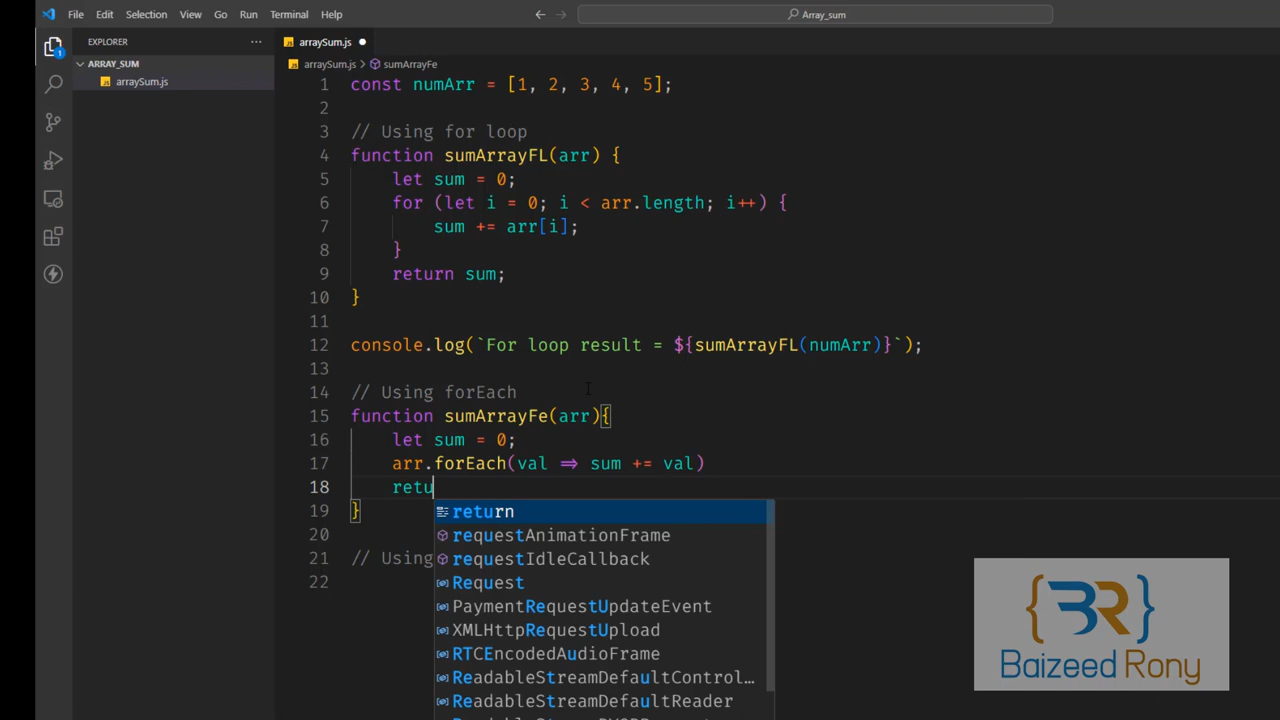 File Edit Selection View Go Run Terminal Help
Array_sum
EXPLORER
arraySum.js
ARRAY_SUM
arraySum.js
1
arraySum.js > sumArrayFe
1 const numArr = [1, 2, 3, 4, 5];
2
3 // Using for loop
4 function sumArrayFL(arr) {
5 let sum = 0;
6 for (let i = 0; i < arr.length; i++) {
7 sum += arr[i];
8 }
9 return sum;
10 }
11
12 console.log(`For loop result = ${sumArrayFL(numArr)}`);
13
14 // Using forEach
15 function sumArrayFe(arr){
16 let sum = 0;
17 arr.forEach(val => sum += val)
18 retu
19 }
20
21 // Using
22
return
requestAnimationFrame
requestIdleCallback
Request
PaymentRequestUpdateEvent
XMLHttpRequestUpload
RTCEncodedAudioFrame
ReadableStreamDefaultControl…
ReadableStreamDefaultReader
{BR}
Baizeed Rony